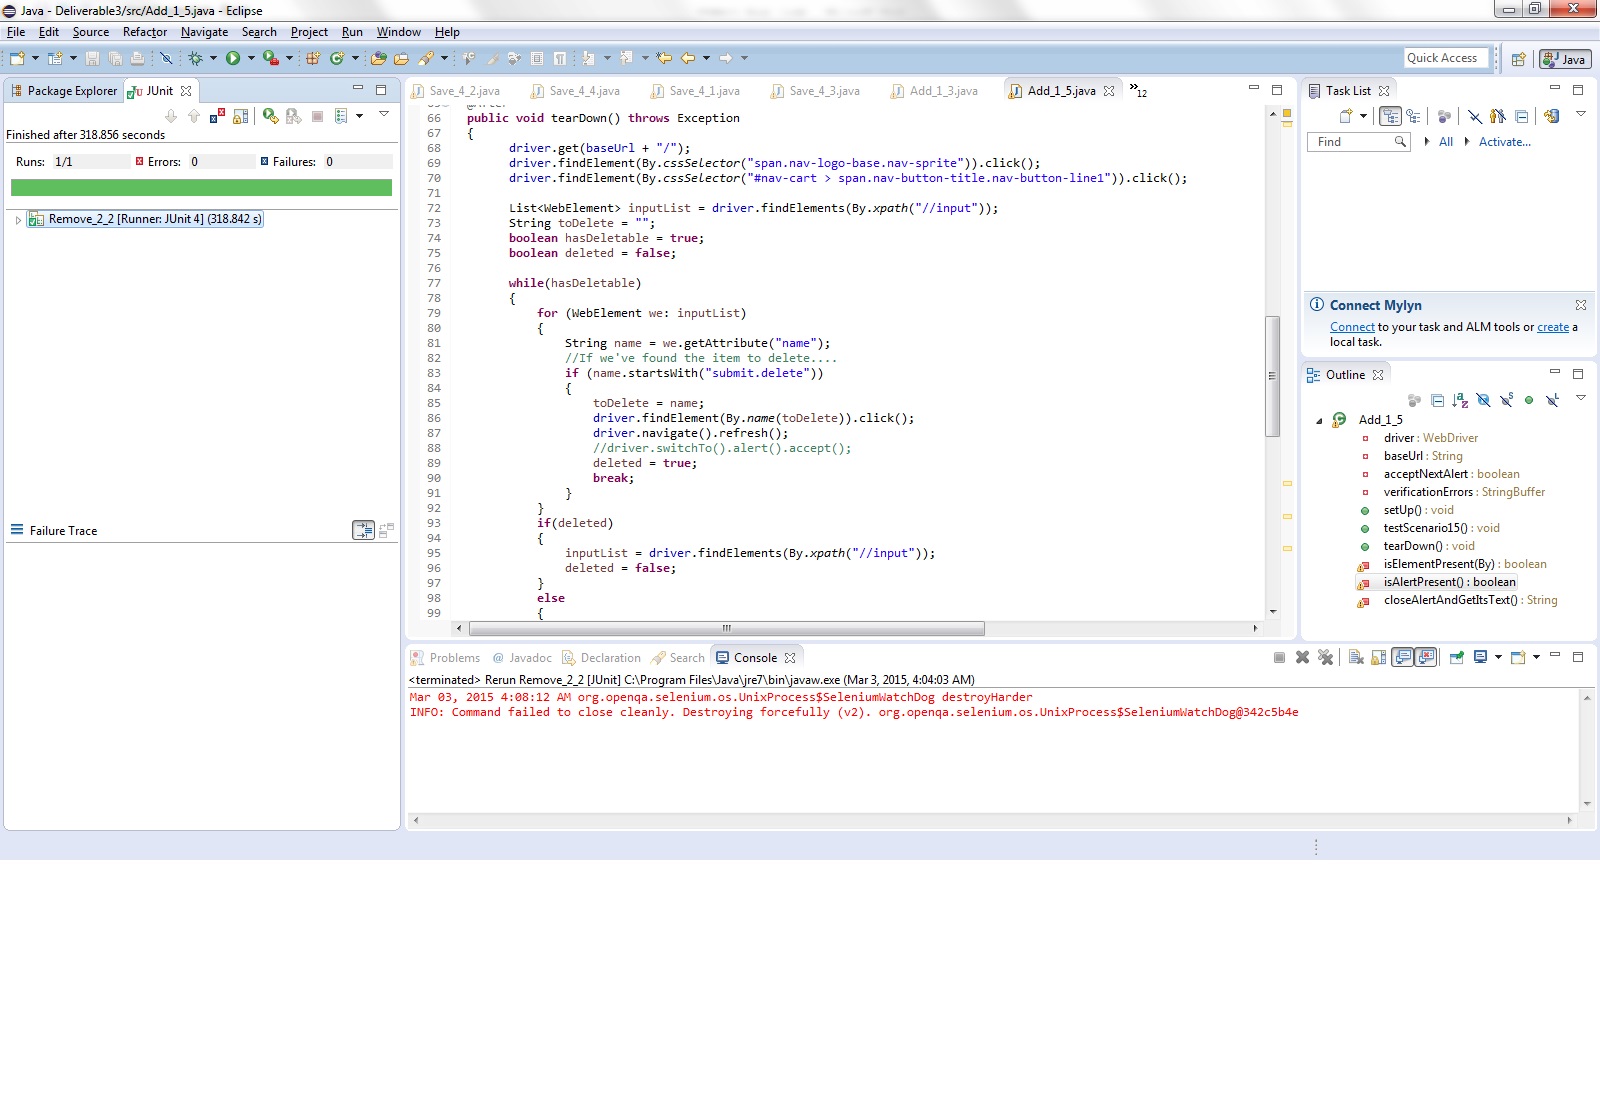 Java - Deliverable3/src/Add_1_5.java - Eclipse
File Edit Source Refactor Navigate Search Project Run Window Help
Quick Access
Java
Package Explorer
JUnit
Finished after 318.856 seconds
Runs: 1/1 Errors: 0 Failures: 0
Remove_2_2 [Runner: JUnit 4] (318.842 s)
Failure Trace
Save_4_2.java Save_4_4.java Save_4_1.java Save_4_3.java Add_1_3.java Add_1_5.java »12
66 public void tearDown() throws Exception
67 {
68 driver.get(baseUrl + "/");
69 driver.findElement(By.cssSelector("span.nav-logo-base.nav-sprite")).click();
70 driver.findElement(By.cssSelector("#nav-cart > span.nav-button-title.nav-button-line1")).click();
71
72 List<WebElement> inputList = driver.findElements(By.xpath("//input"));
73 String toDelete = "";
74 boolean hasDeletable = true;
75 boolean deleted = false;
76
77 while(hasDeletable)
78 {
79 for (WebElement we: inputList)
80 {
81 String name = we.getAttribute("name");
82 //If we've found the item to delete....
83 if (name.startsWith("submit.delete"))
84 {
85 toDelete = name;
86 driver.findElement(By.name(toDelete)).click();
87 driver.navigate().refresh();
88 //driver.switchTo().alert().accept();
89 deleted = true;
90 break;
91 }
92 }
93 if(deleted)
94 {
95 inputList = driver.findElements(By.xpath("//input"));
96 deleted = false;
97 }
98 else
99 {
Problems @ Javadoc Declaration Search Console
<terminated> Rerun Remove_2_2 [JUnit] C:\Program Files\Java\jre7\bin\javaw.exe (Mar 3, 2015, 4:04:03 AM)
Mar 03, 2015 4:08:12 AM org.openqa.selenium.os.UnixProcess$SeleniumWatchDog destroyHarder
INFO: Command failed to close cleanly. Destroying forcefully (v2). org.openqa.selenium.os.UnixProcess$SeleniumWatchDog@342c5b4e
Task List
Find All Activate...
Connect Mylyn
Connect to your task and ALM tools or create a
local task.
Outline
Add_1_5
driver : WebDriver
baseUrl : String
acceptNextAlert : boolean
verificationErrors : StringBuffer
setUp() : void
testScenario15() : void
tearDown() : void
isElementPresent(By) : boolean
isAlertPresent() : boolean
closeAlertAndGetItsText() : String